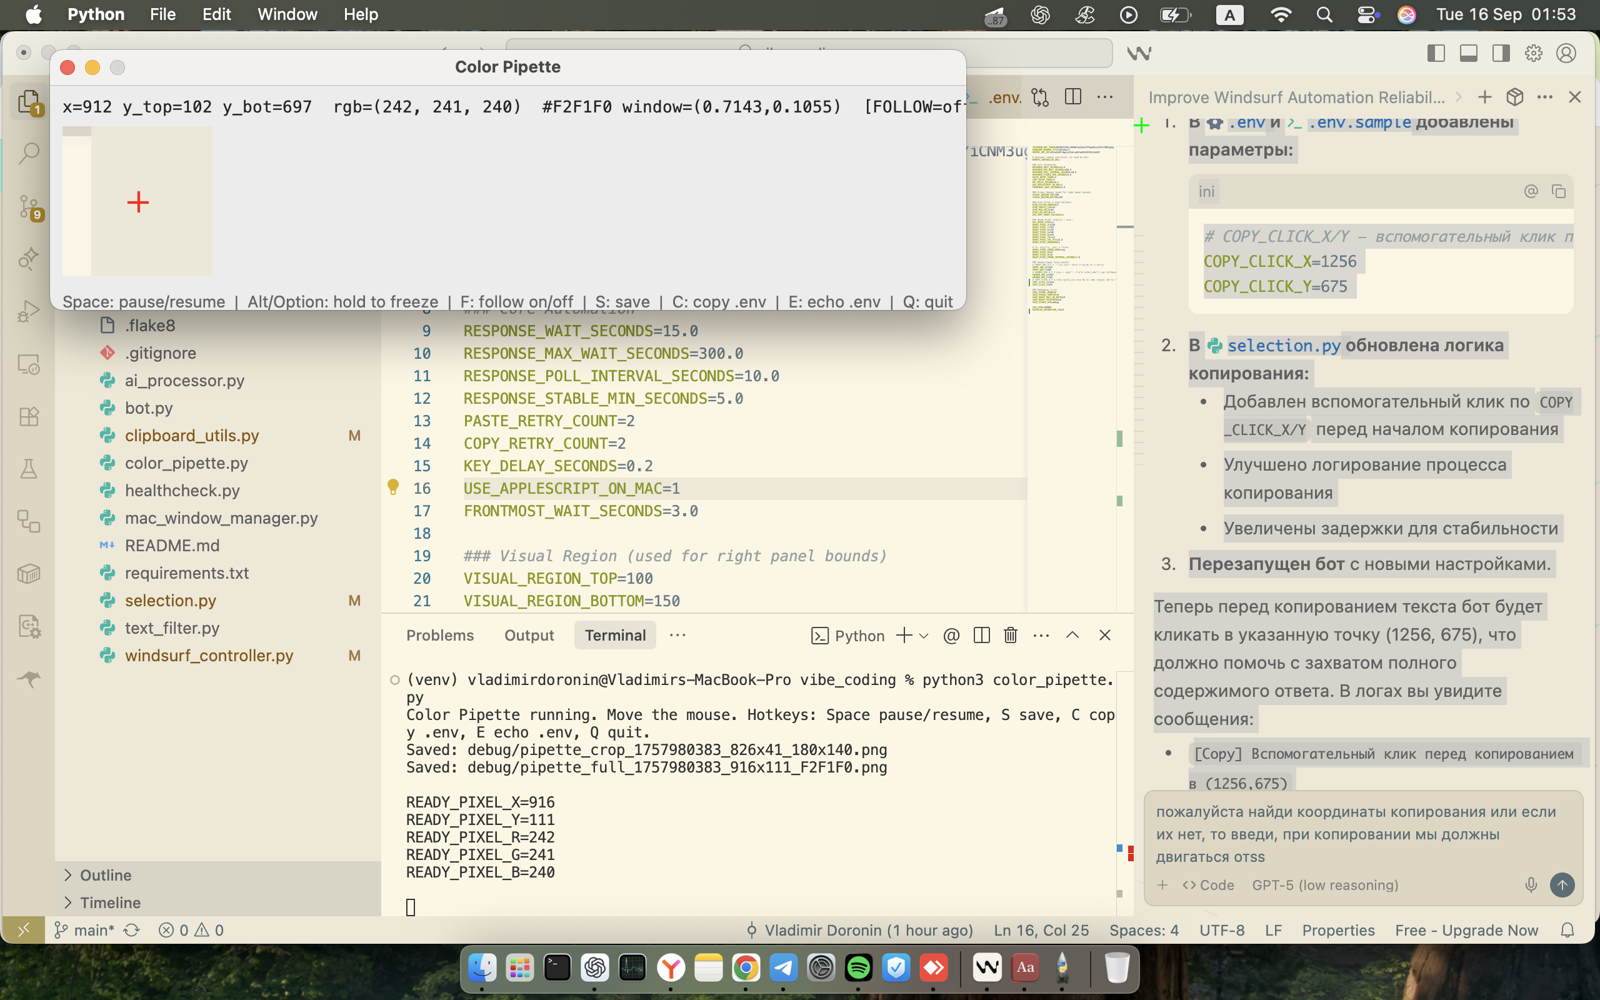 Python File Edit Window Help
87
A
Tue 16 Sep 01:53
Color Pipette
x=912 y_top=102 y_bot=697 rgb=(242, 241, 240) #F2F1F0 window=(0.7143,0.1055) [FOLLOW=of
Space: pause/resume | Alt/Option: hold to freeze | F: follow on/off | S: save | C: copy .env | E: echo .env | Q: quit
1
9
.flake8
.gitignore
ai_processor.py
bot.py
clipboard_utils.py M
color_pipette.py
healthcheck.py
mac_window_manager.py
README.md
requirements.txt
selection.py M
text_filter.py
windsurf_controller.py M
Outline
Timeline
.env.
iCNM3ug
8 ### Core Automation
9 RESPONSE_WAIT_SECONDS=15.0
10 RESPONSE_MAX_WAIT_SECONDS=300.0
11 RESPONSE_POLL_INTERVAL_SECONDS=10.0
12 RESPONSE_STABLE_MIN_SECONDS=5.0
13 PASTE_RETRY_COUNT=2
14 COPY_RETRY_COUNT=2
15 KEY_DELAY_SECONDS=0.2
16 USE_APPLESCRIPT_ON_MAC=1
17 FRONTMOST_WAIT_SECONDS=3.0
18
19 ### Visual Region (used for right panel bounds)
20 VISUAL_REGION_TOP=100
21 VISUAL_REGION_BOTTOM=150
Problems Output Terminal Python
(venv) vladimirdoronin@Vladimirs-MacBook-Pro vibe_coding % python3 color_pipette.
py
Color Pipette running. Move the mouse. Hotkeys: Space pause/resume, S save, C cop
y .env, E echo .env, Q quit.
Saved: debug/pipette_crop_1757980383_826x41_180x140.png
Saved: debug/pipette_full_1757980383_916x111_F2F1F0.png
READY_PIXEL_X=916
READY_PIXEL_Y=111
READY_PIXEL_R=242
READY_PIXEL_G=241
READY_PIXEL_B=240
Improve Windsurf Automation Reliabil...
1. В .env и .env.sample добавлены
параметры:
ini
# COPY_CLICK_X/Y — вспомогательный клик п
COPY_CLICK_X=1256
COPY_CLICK_Y=675
2. В selection.py обновлена логика
копирования:
Добавлен вспомогательный клик по COPY
_CLICK_X/Y перед началом копирования
Улучшено логирование процесса
копирования
Увеличены задержки для стабильности
3. Перезапущен бот с новыми настройками.
Теперь перед копированием текста бот будет
кликать в указанную точку (1256, 675), что
должно помочь с захватом полного
содержимого ответа. В логах вы увидите
сообщения:
[Copy] Вспомогательный клик перед копированием
в (1256,675)
пожалуйста найди координаты копирования или если
их нет, то введи, при копировании мы должны
двигаться отss
Code GPT-5 (low reasoning)
main* 0 0 Vladimir Doronin (1 hour ago) Ln 16, Col 25 Spaces: 4 UTF-8 LF Properties Free - Upgrade Now
Aa